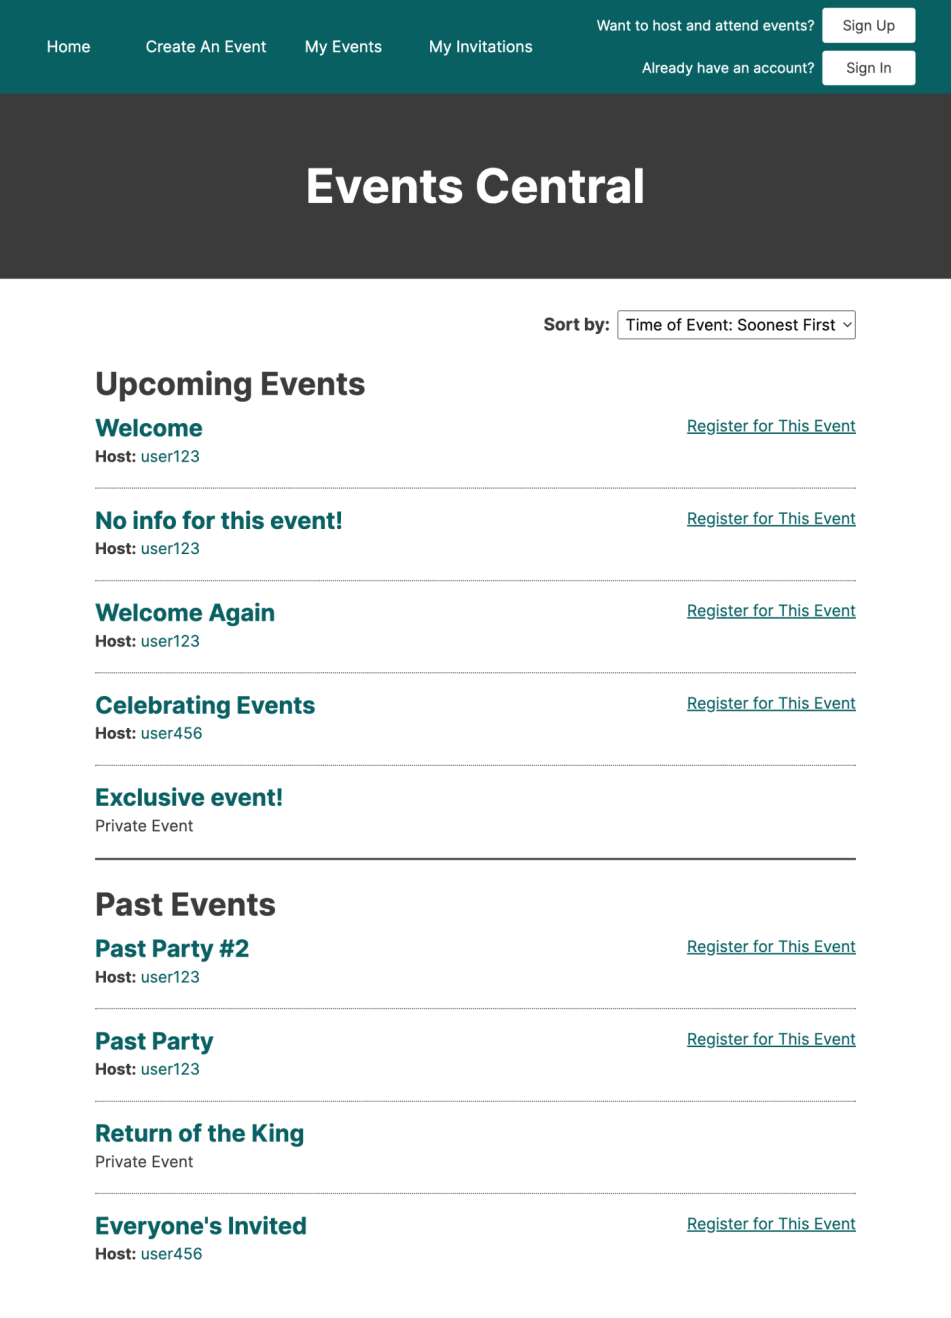 Home Create An Event My Events My Invitations
Want to host and attend events? Sign Up
Already have an account? Sign In
Events Central
Sort by: Time of Event: Soonest First
Upcoming Events
Welcome Register for This Event
Host: user123
No info for this event! Register for This Event
Host: user123
Welcome Again Register for This Event
Host: user123
Celebrating Events Register for This Event
Host: user456
Exclusive event!
Private Event
Past Events
Past Party #2 Register for This Event
Host: user123
Past Party Register for This Event
Host: user123
Return of the King
Private Event
Everyone's Invited Register for This Event
Host: user456